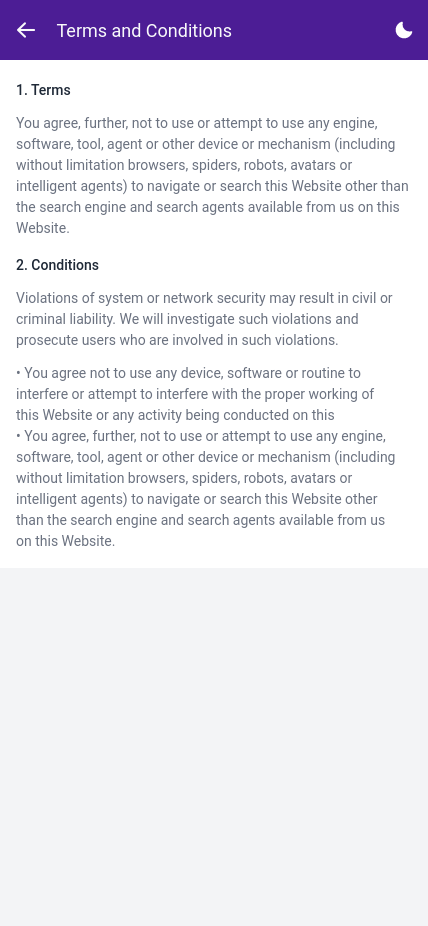 Terms and Conditions
1. Terms
You agree, further, not to use or attempt to use any engine,
software, tool, agent or other device or mechanism (including
without limitation browsers, spiders, robots, avatars or
intelligent agents) to navigate or search this Website other than
the search engine and search agents available from us on this
Website.
2. Conditions
Violations of system or network security may result in civil or
criminal liability. We will investigate such violations and
prosecute users who are involved in such violations.
• You agree not to use any device, software or routine to
interfere or attempt to interfere with the proper working of
this Website or any activity being conducted on this
• You agree, further, not to use or attempt to use any engine,
software, tool, agent or other device or mechanism (including
without limitation browsers, spiders, robots, avatars or
intelligent agents) to navigate or search this Website other
than the search engine and search agents available from us
on this Website.